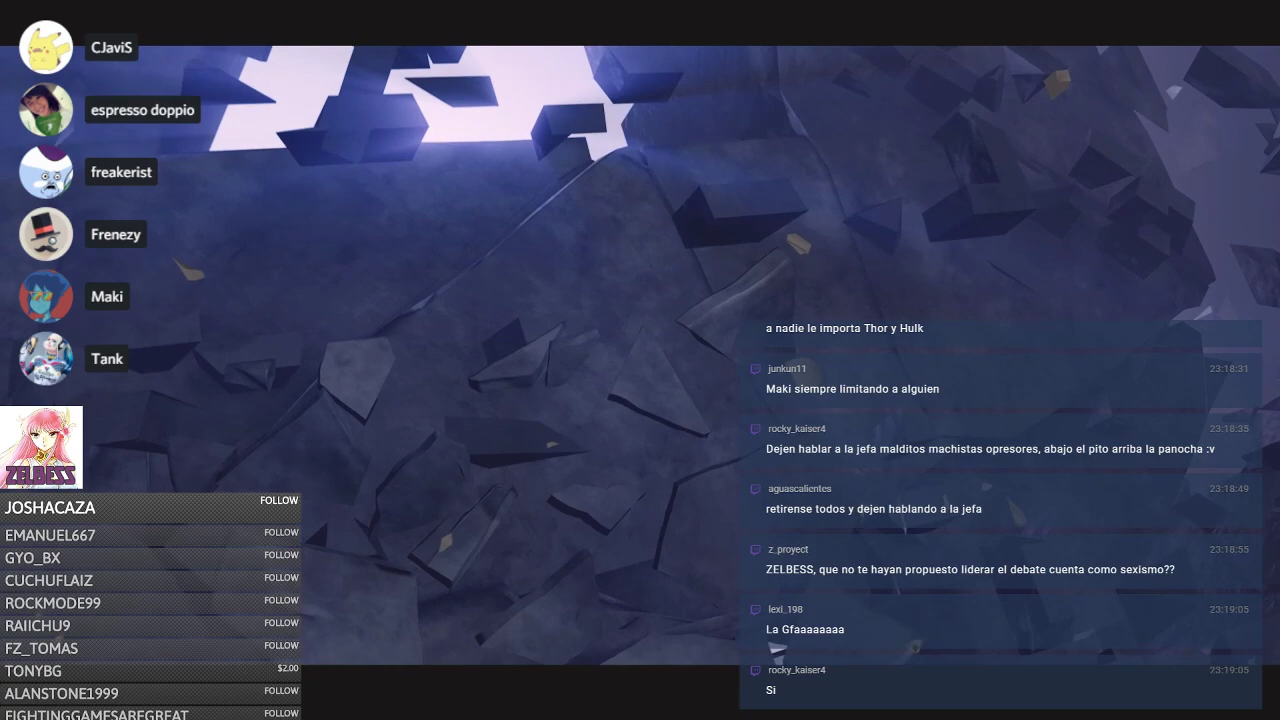 CJaviS
espresso doppio
freakerist
Frenezy
Maki
Tank
ZELBESS
JOSHACAZA FOLLOW
EMANUEL667 FOLLOW
GYO_BX FOLLOW
CUCHUFLAIZ FOLLOW
ROCKMODE99 FOLLOW
RAIICHU9 FOLLOW
FZ_TOMAS FOLLOW
TONYBG $2.00
ALANSTONE1999 FOLLOW
FIGHTINGGAMESAREGREAT FOLLOW
a nadie le importa Thor y Hulk
junkun11 23:18:31
Maki siempre limitando a alguien
rocky_kaiser4 23:18:35
Dejen hablar a la jefa malditos machistas opresores, abajo el pito arriba la panocha :v
aguascalientes 23:18:49
retirense todos y dejen hablando a la jefa
z_proyect 23:18:55
ZELBESS, que no te hayan propuesto liderar el debate cuenta como sexismo??
lexi_198 23:19:05
La Gfaaaaaaaa
rocky_kaiser4 23:19:05
Si